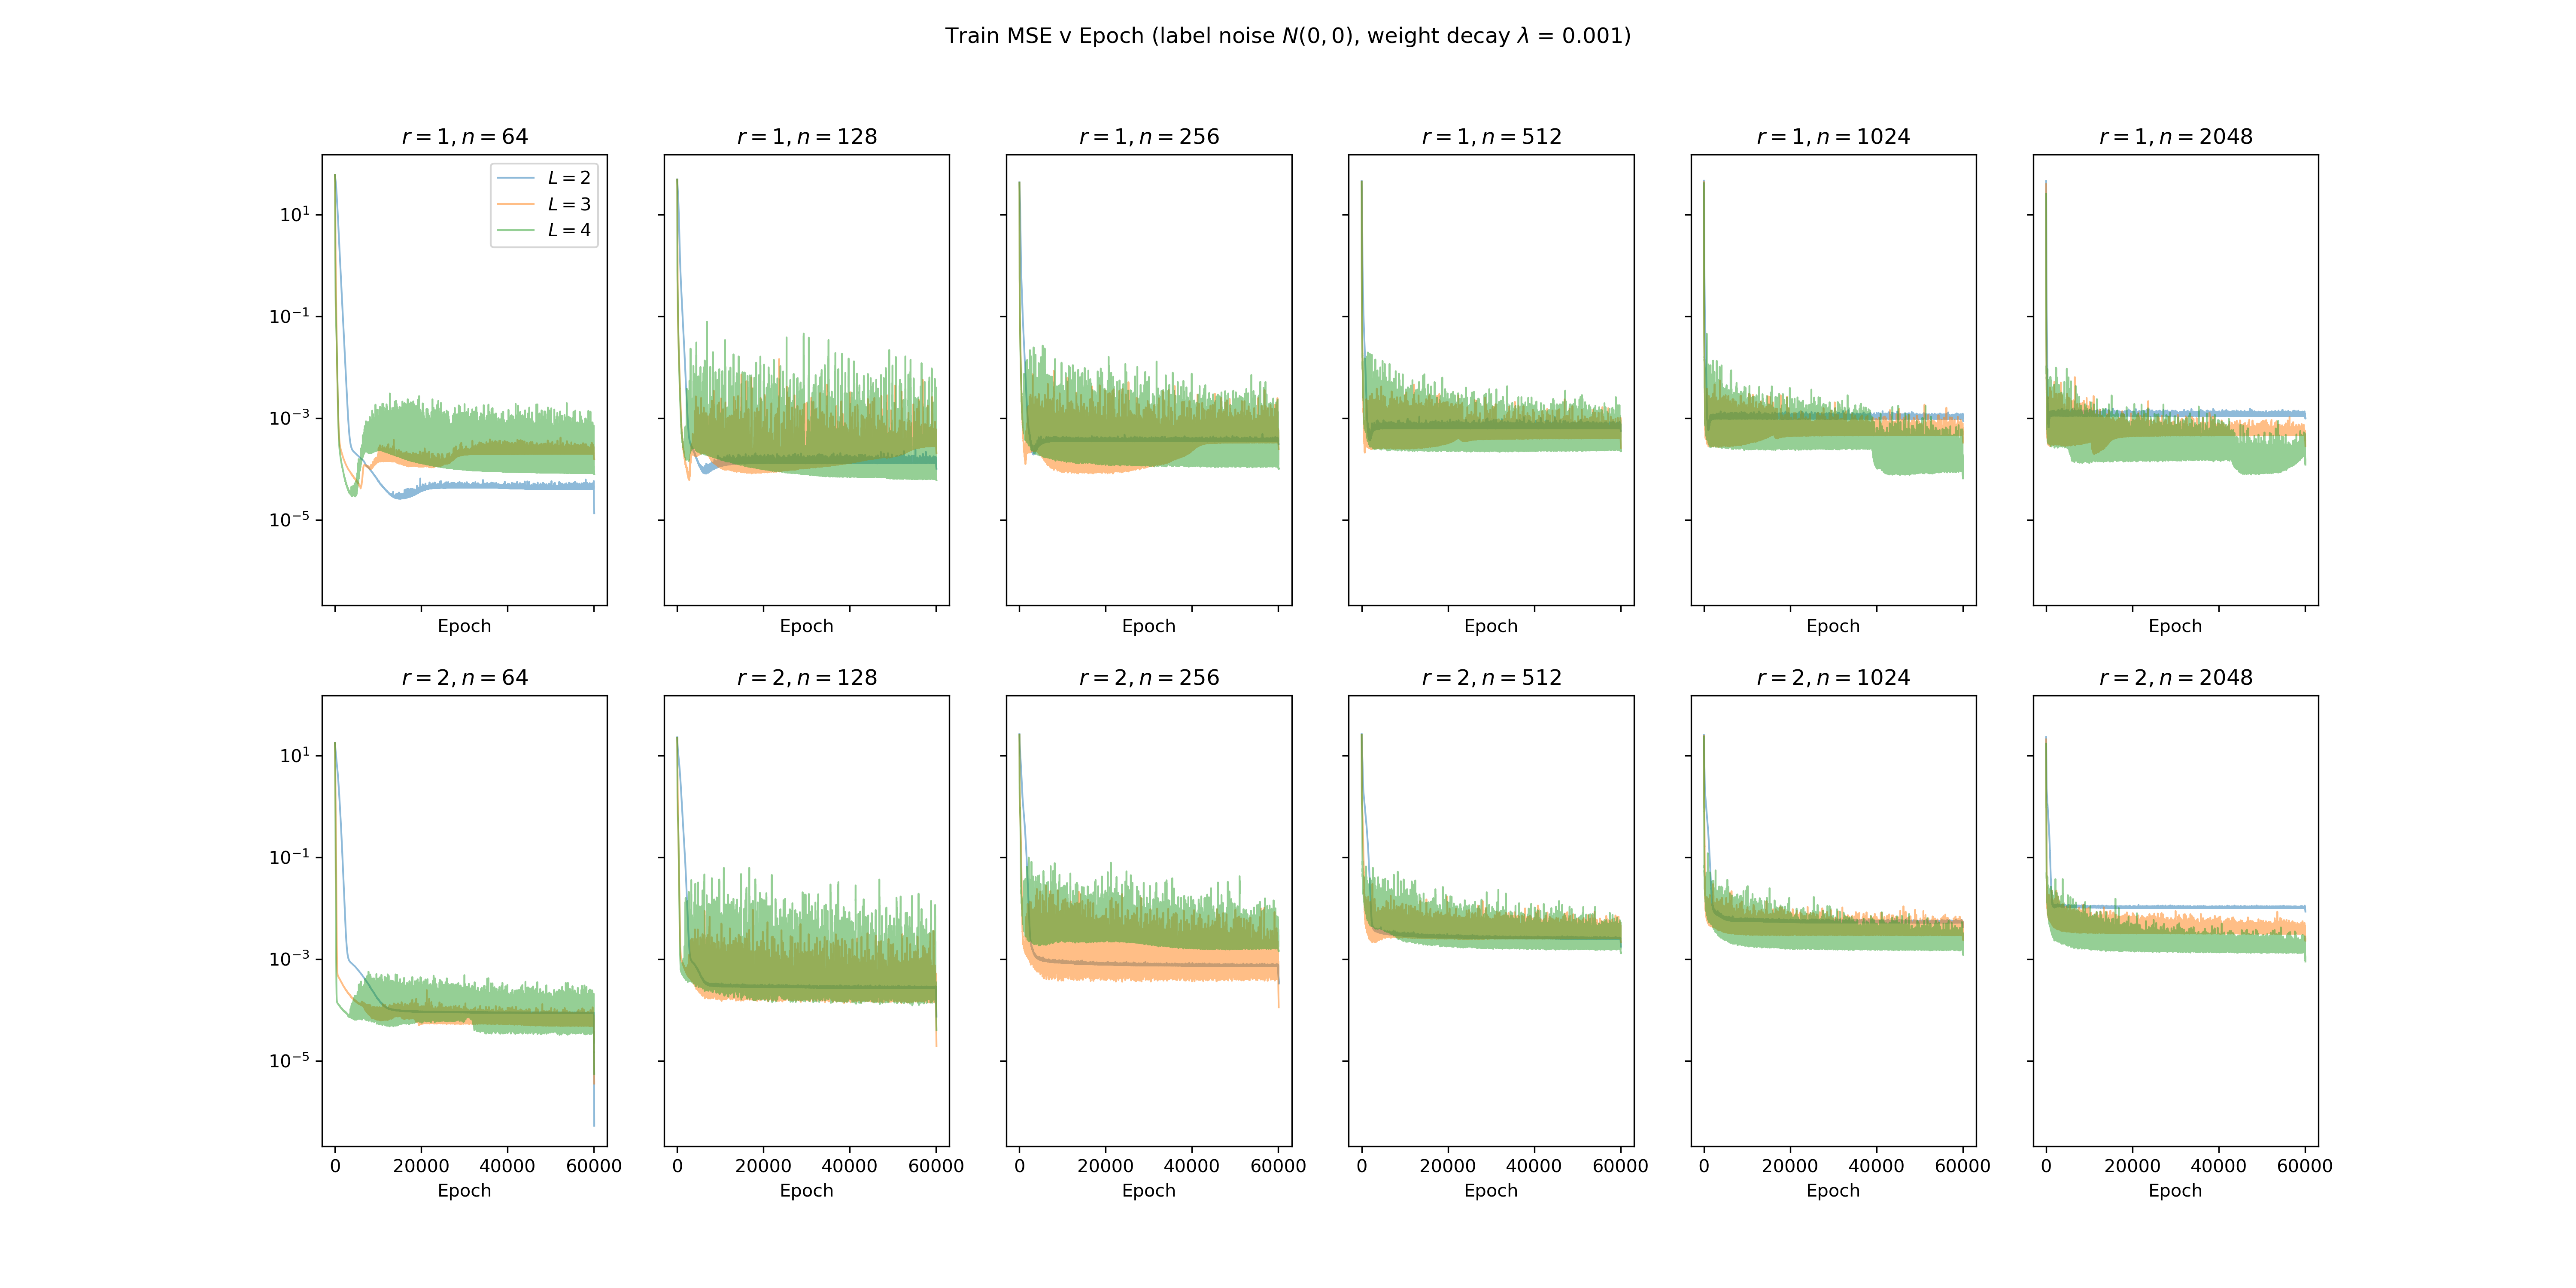 Train MSE v Epoch (label noise N(0, 0), weight decay λ = 0.001)
r = 1, n = 64
r = 1, n = 128
r = 1, n = 256
r = 1, n = 512
r = 1, n = 1024
r = 1, n = 2048
L = 2
L = 3
L = 4
10¹
10⁻¹
10⁻³
10⁻⁵
Epoch
Epoch
Epoch
Epoch
Epoch
Epoch
r = 2, n = 64
r = 2, n = 128
r = 2, n = 256
r = 2, n = 512
r = 2, n = 1024
r = 2, n = 2048
10¹
10⁻¹
10⁻³
10⁻⁵
0 20000 40000 60000
0 20000 40000 60000
0 20000 40000 60000
0 20000 40000 60000
0 20000 40000 60000
0 20000 40000 60000
Epoch
Epoch
Epoch
Epoch
Epoch
Epoch